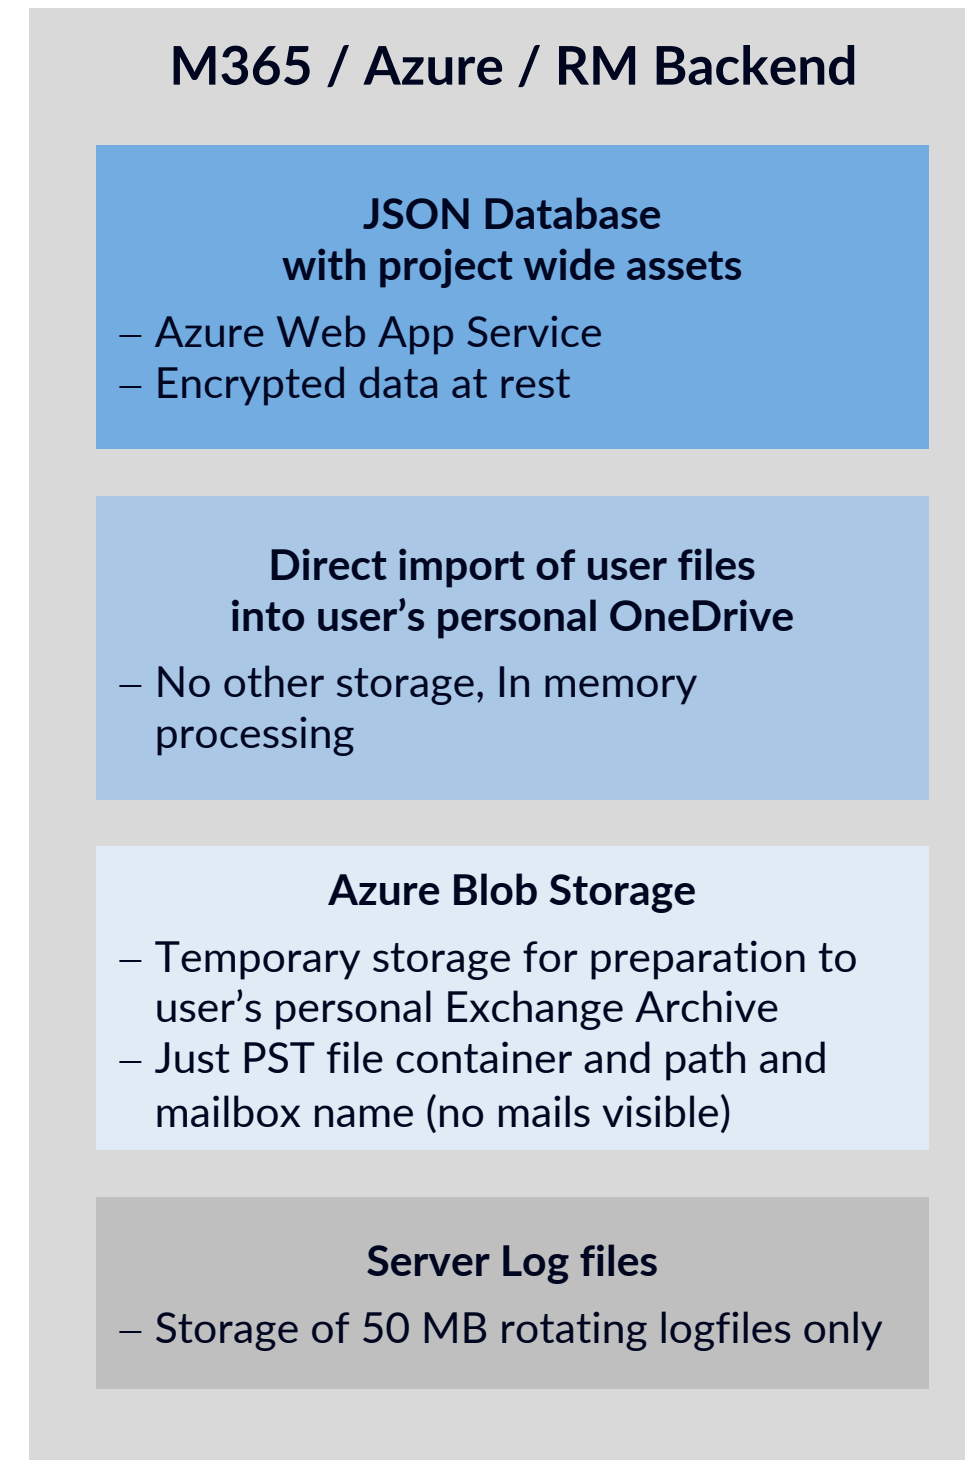 M365 / Azure / RM Backend
JSON Database
with project wide assets
– Azure Web App Service
– Encrypted data at rest
Direct import of user files
into user’s personal OneDrive
– No other storage, In memory
processing
Azure Blob Storage
– Temporary storage for preparation to
user’s personal Exchange Archive
– Just PST file container and path and
mailbox name (no mails visible)
Server Log files
– Storage of 50 MB rotating logfiles only